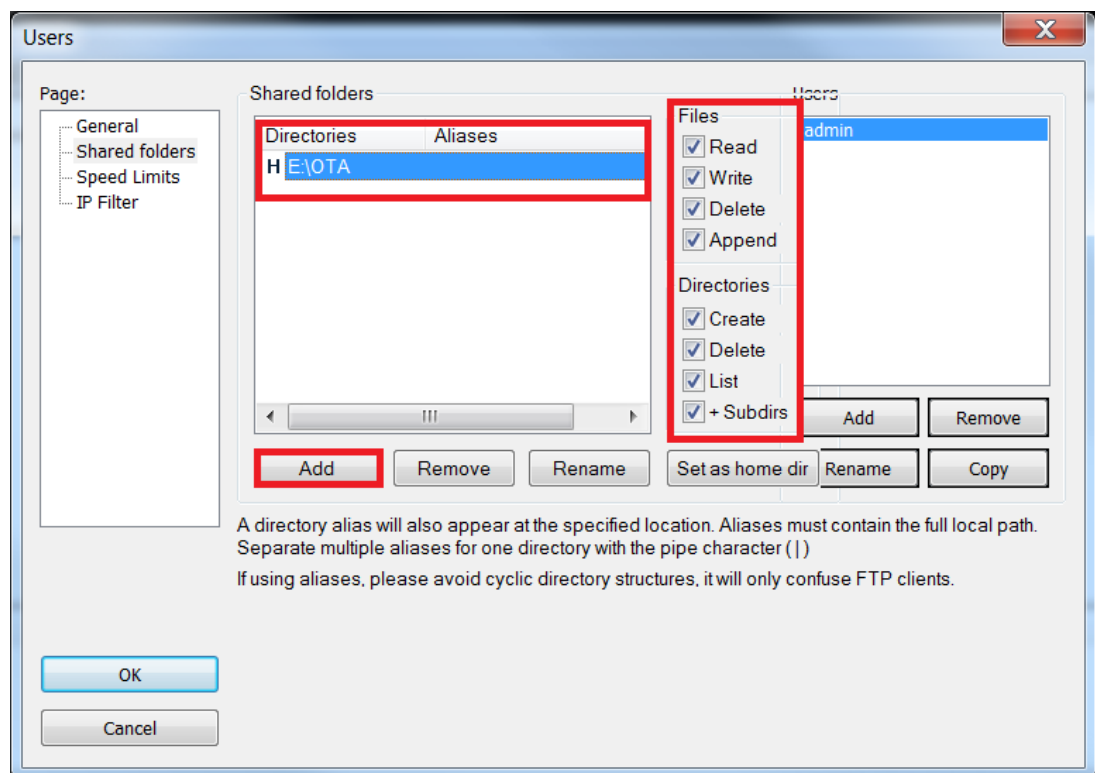 Users
Page:
General
Shared folders
Speed Limits
IP Filter
Shared folders
Directories Aliases
H E:\OTA
Add
Remove
Rename
Files
Read
Write
Delete
Append
Directories
Create
Delete
List
+ Subdirs
Set as home dir
Users
admin
Add
Remove
Rename
Copy
A directory alias will also appear at the specified location. Aliases must contain the full local path.
Separate multiple aliases for one directory with the pipe character ( | )
If using aliases, please avoid cyclic directory structures, it will only confuse FTP clients.
OK
Cancel